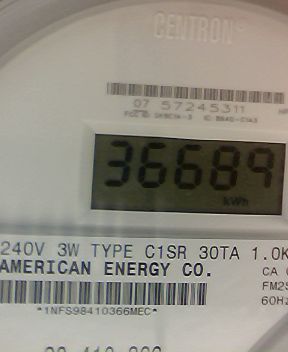 CENTRON®
07 57245311
36689
kWh
240V 3W TYPE C1SR 30TA 1.0K
AMERICAN ENERGY CO.
CA
FM2S
60Hz
*1NFS98410366MEC*